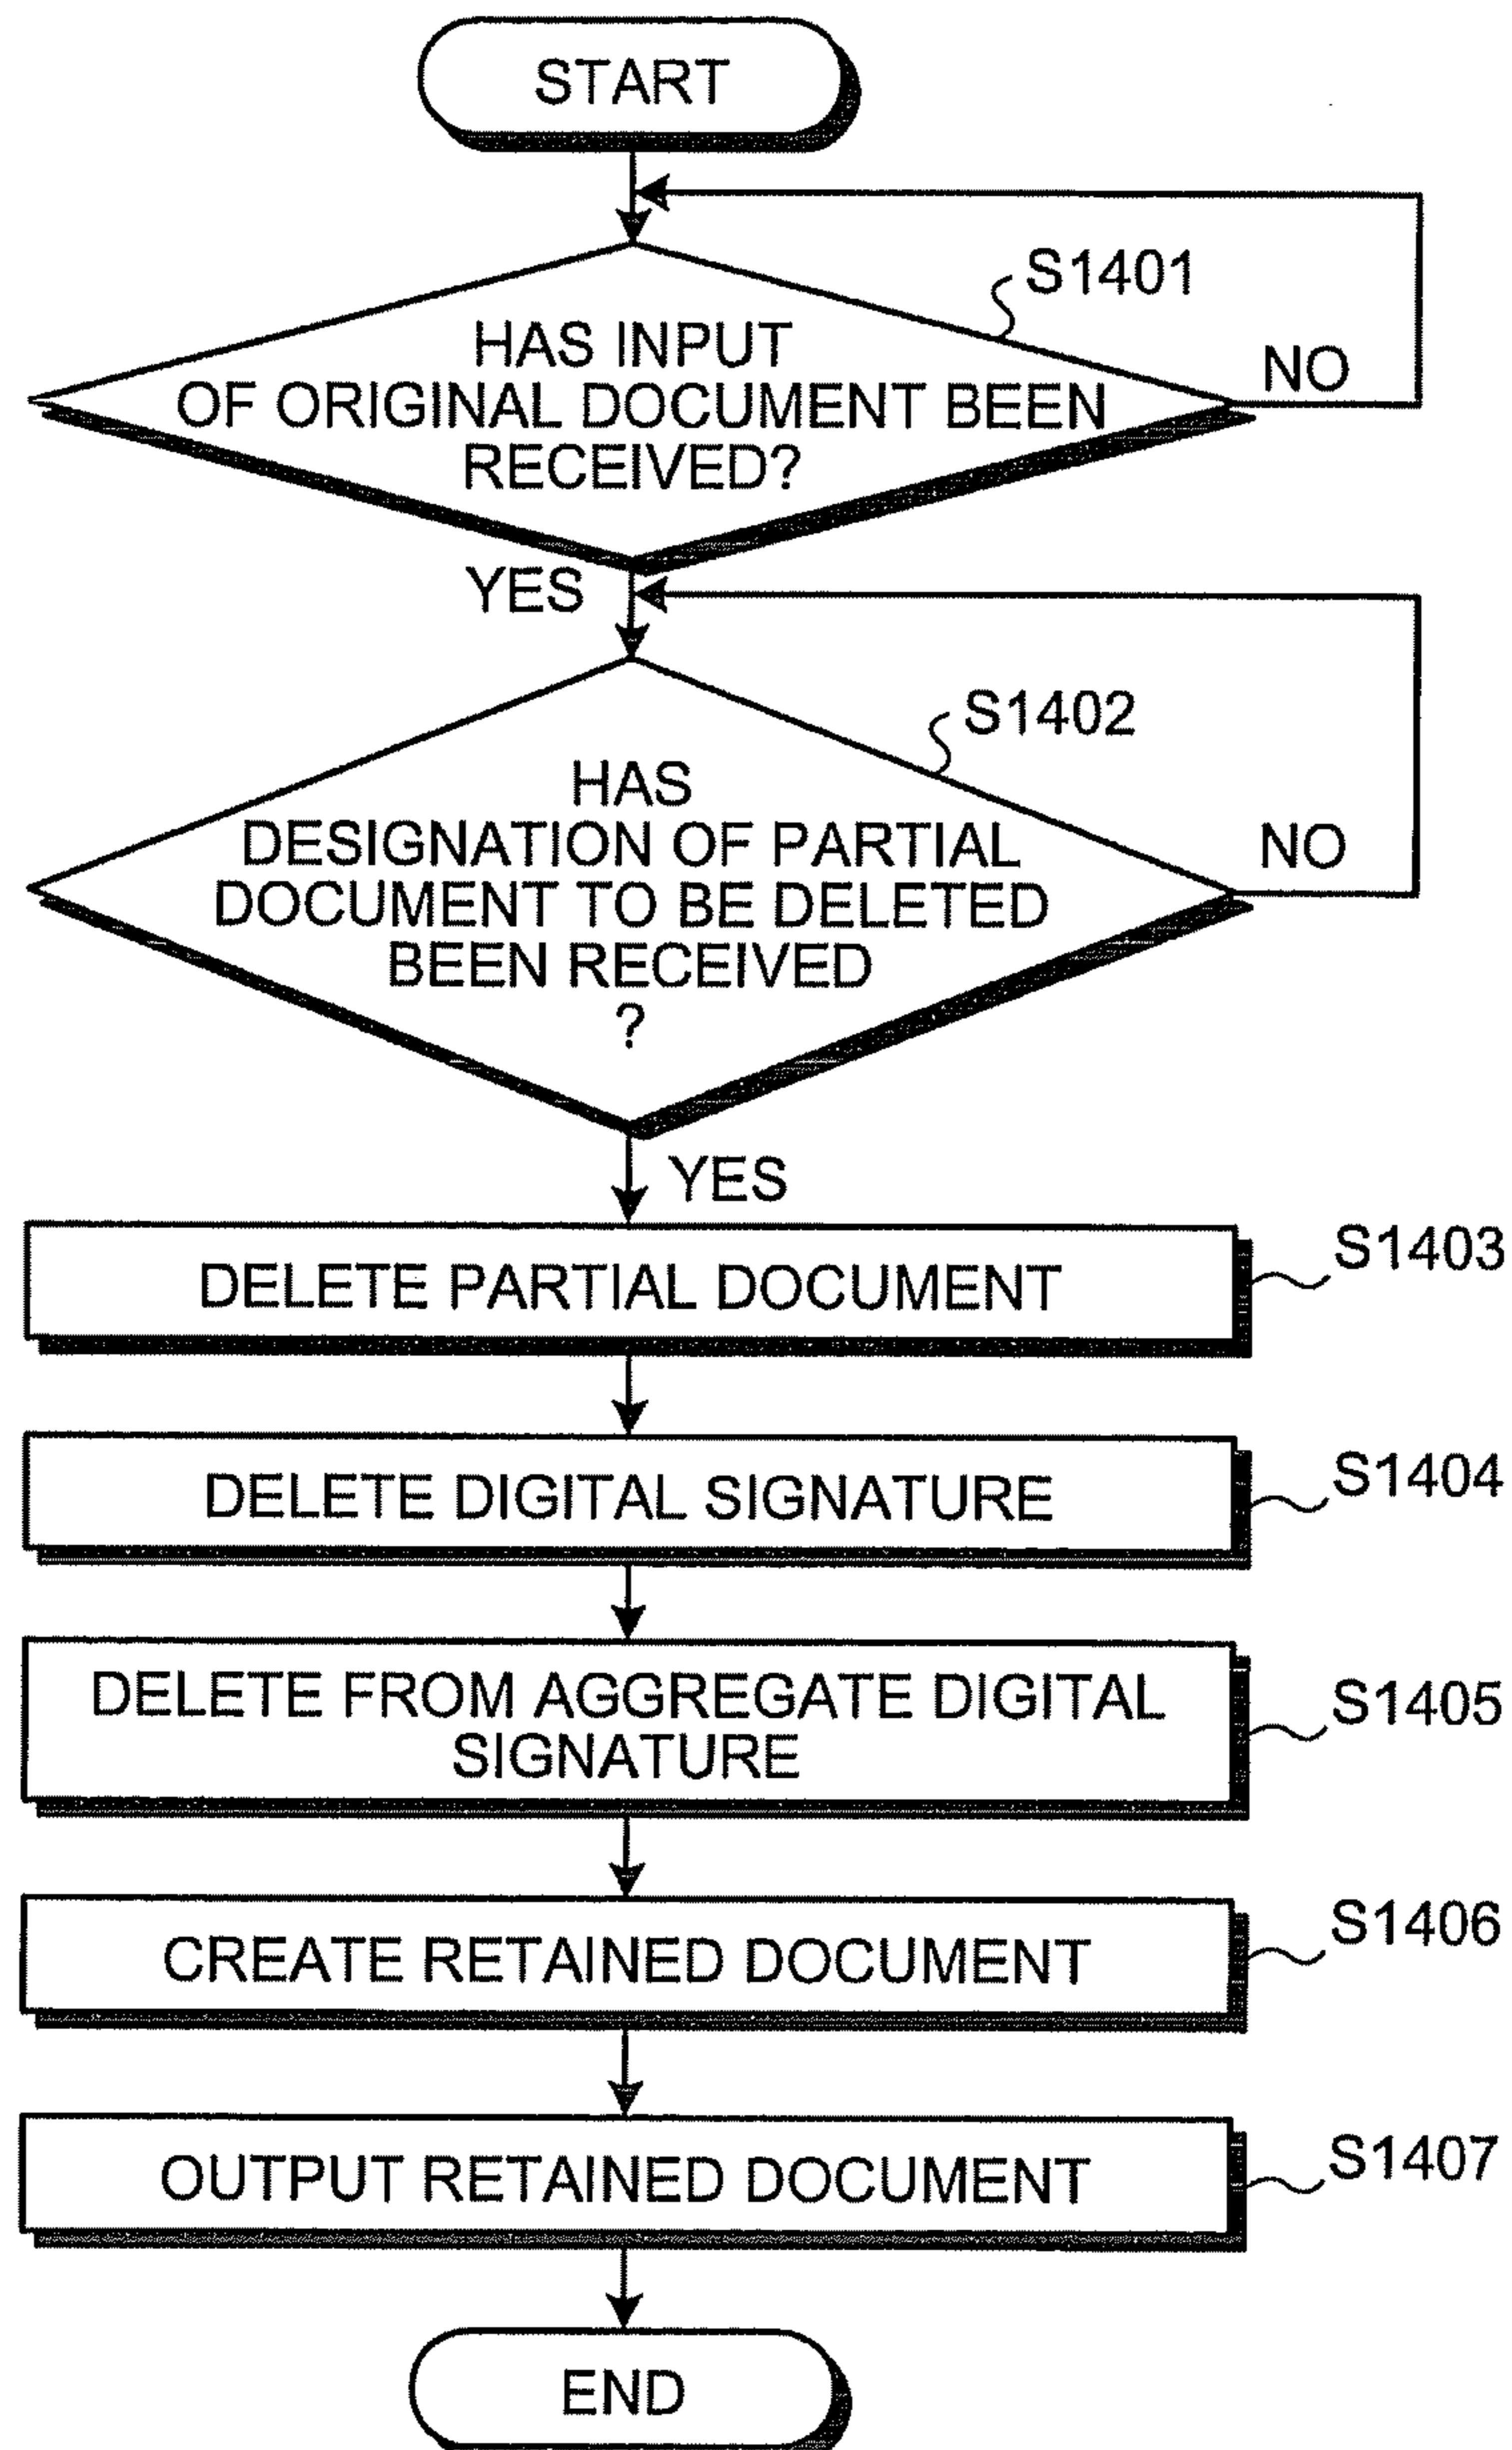 START
S1401
HAS INPUT
OF ORIGINAL DOCUMENT BEEN
RECEIVED?
NO
YES
S1402
HAS
DESIGNATION OF PARTIAL
DOCUMENT TO BE DELETED
BEEN RECEIVED
?
NO
YES
DELETE PARTIAL DOCUMENT
S1403
DELETE DIGITAL SIGNATURE
S1404
DELETE FROM AGGREGATE DIGITAL
SIGNATURE
S1405
CREATE RETAINED DOCUMENT
S1406
OUTPUT RETAINED DOCUMENT
S1407
END